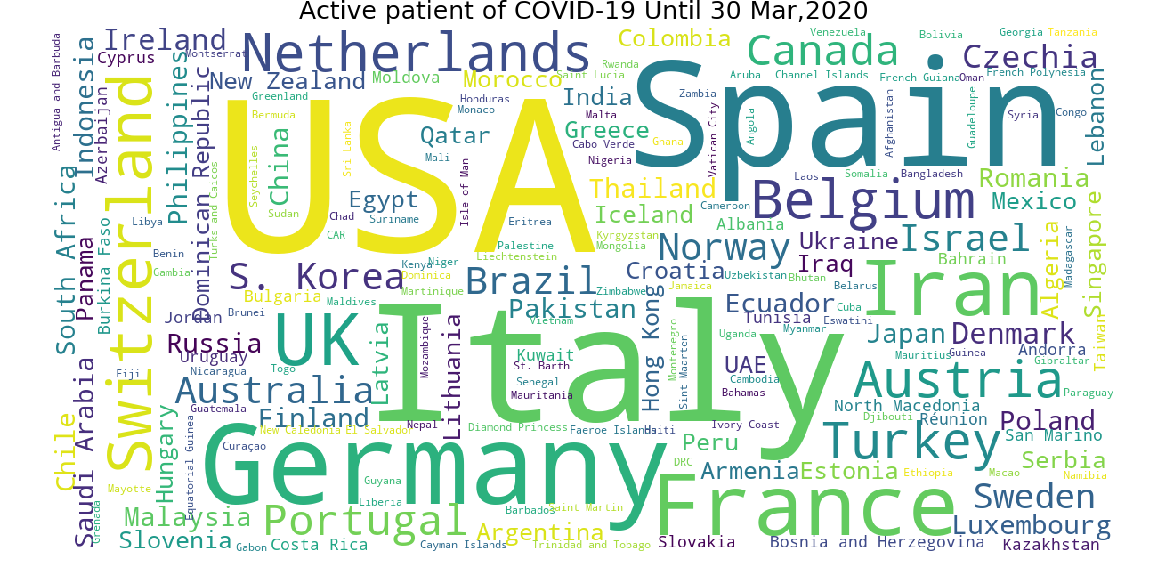 Active patient of COVID-19 Until 30 Mar,2020
Antigua and Barbuda
Ireland
Montserrat
Cyprus
Indonesia
Azerbaijan
Switzerland
Philippines
Dominican Republic
Netherlands
New Zealand
Moldova
Morocco
Saint Lucia
Rwanda
Colombia
Canada
Venezuela
Bolivia
Georgia
Tanzania
Czechia
Aruba
Channel Islands
French Guiana
Oman
French Polynesia
Greenland
Bermuda
Honduras
Monaco
India
Malta
Zambia
Spain
USA
China
Seychelles
Sri Lanka
Qatar
Mali
Isle of Man
Greece
Cabo Verde
Nigeria
Ghana
Vatican City
Angola
Afghanistan
Guadeloupe
Syria
Congo
Lebanon
South Africa
Panama
Burkina Faso
Libya
Benin
Gambia
Turks and Caicos
Sudan
Chad
CAR
Egypt
Suriname
Eritrea
Palestine
Liechtenstein
Thailand
Iceland
Kyrgyzstan
Mongolia
Cameroon
Albania
Laos
Somalia
Bangladesh
Belgium
Romania
Mexico
Norway
Ukraine
Israel
Iraq
Bahrain
Algeria
Madagascar
Singapore
S. Korea
Kenya
Niger
Dominica
Martinique
Brazil
Croatia
Uzbekistan
Bhutan
Belarus
Zimbabwe
Jamaica
Iran
Bulgaria
Maldives
Brunei
Jordan
Russia
Uruguay
UK
Italy
Pakistan
Vietnam
Hong Kong
Montenegro
Sint Maarten
Ecuador
Tunisia
Cuba
Eswatini
Myanmar
Uganda
Japan
Denmark
Mauritius
Guinea
Andorra
Gibraltar
Taiwan
Fiji
Nicaragua
Togo
Latvia
Mozambique
Lithuania
Kuwait
St. Barth
Senegal
Mauritania
UAE
Cambodia
Bahamas
Austria
Paraguay
Australia
Guatemala
Finland
Nepal
New Caledonia
El Salvador
Diamond Princess
Faeroe Islands
Haiti
Ivory Coast
North Macedonia
Djibouti
Réunion
Poland
San Marino
Chile
Saudi Arabia
Hungary
Equatorial Guinea
Curaçao
Germany
Guyana
Liberia
Peru
DRC
Turkey
Armenia
Estonia
Ethiopia
Macao
Serbia
Namibia
Mayotte
Grenada
Malaysia
Slovenia
Gabon
Costa Rica
Portugal
Cayman Islands
Barbados
Saint Martin
Argentina
Trinidad and Tobago
France
Slovakia
Bosnia and Herzegovina
Sweden
Luxembourg
Kazakhstan